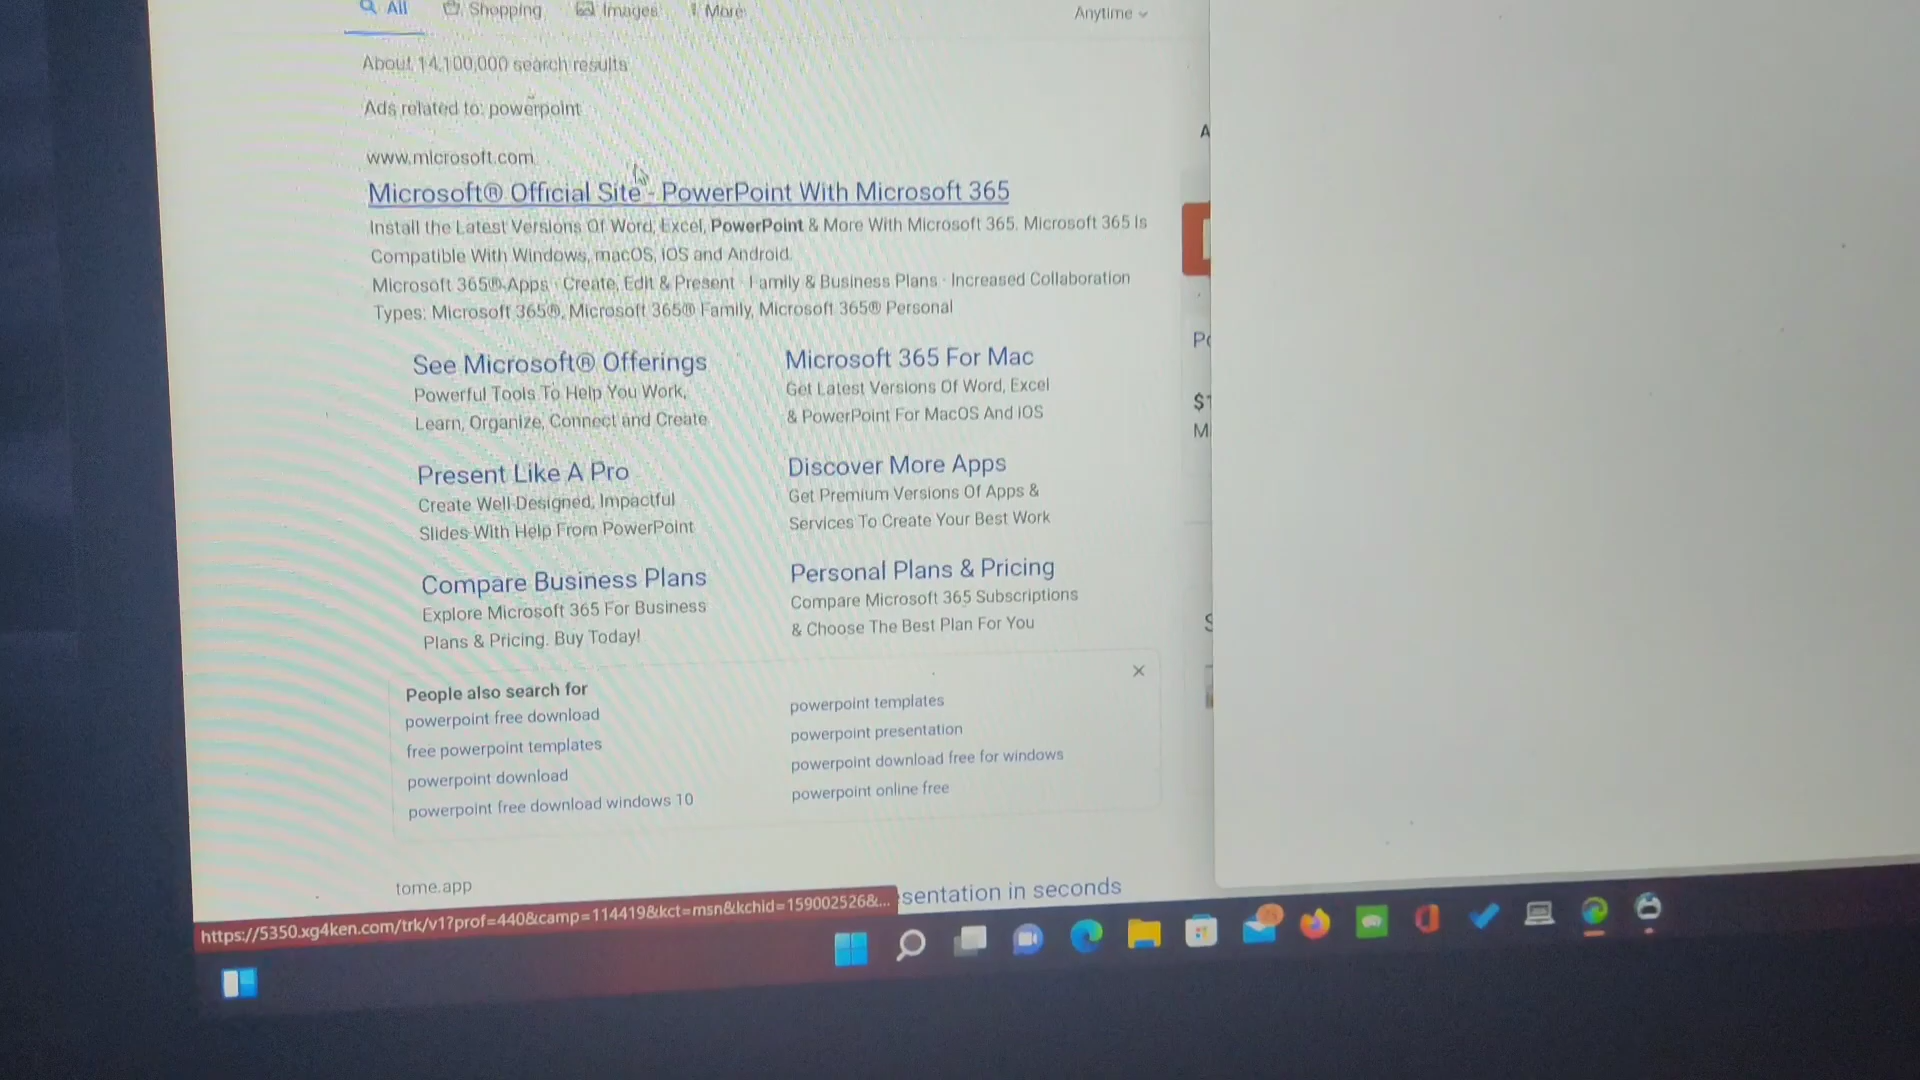 All Shopping Images More Anytime
About 14,100,000 search results
Ads related to: powerpoint
www.microsoft.com
Microsoft® Official Site - PowerPoint With Microsoft 365
Install the Latest Versions Of Word, Excel, PowerPoint & More With Microsoft 365. Microsoft 365 Is
Compatible With Windows, macOS, iOS and Android.
Microsoft 365® Apps · Create, Edit & Present · Family & Business Plans · Increased Collaboration
Types: Microsoft 365®, Microsoft 365® Family, Microsoft 365® Personal
See Microsoft® Offerings
Powerful Tools To Help You Work,
Learn, Organize, Connect and Create
Microsoft 365 For Mac
Get Latest Versions Of Word, Excel
& PowerPoint For MacOS And iOS
Present Like A Pro
Create Well-Designed, Impactful
Slides With Help From PowerPoint
Discover More Apps
Get Premium Versions Of Apps &
Services To Create Your Best Work
Compare Business Plans
Explore Microsoft 365 For Business
Plans & Pricing. Buy Today!
Personal Plans & Pricing
Compare Microsoft 365 Subscriptions
& Choose The Best Plan For You
People also search for
powerpoint free download
free powerpoint templates
powerpoint download
powerpoint free download windows 10
powerpoint templates
powerpoint presentation
powerpoint download free for windows
powerpoint online free
tome.app
sentation in seconds
https://5350.xg4ken.com/trk/v1?prof=440&camp=114419&kct=msn&kchid=159002526&...